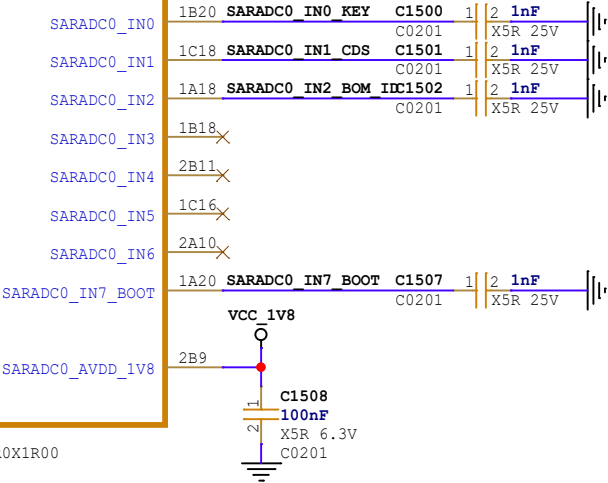 SARADC0_IN0 1B20 SARADC0_IN0_KEY C1500 1 2 1nF
C0201 X5R 25V
SARADC0_IN1 1C18 SARADC0_IN1_CDS C1501 1 2 1nF
C0201 X5R 25V
SARADC0_IN2 1A18 SARADC0_IN2_BOM_ID C1502 1 2 1nF
C0201 X5R 25V
SARADC0_IN3 1B18
SARADC0_IN4 2B11
SARADC0_IN5 1C16
SARADC0_IN6 2A10
SARADC0_IN7_BOOT 1A20 SARADC0_IN7_BOOT C1507 1 2 1nF
C0201 X5R 25V
VCC_1V8
SARADC0_AVDD_1V8 2B9
1 C1508
100nF
2 X5R 6.3V
C0201
0X1R00